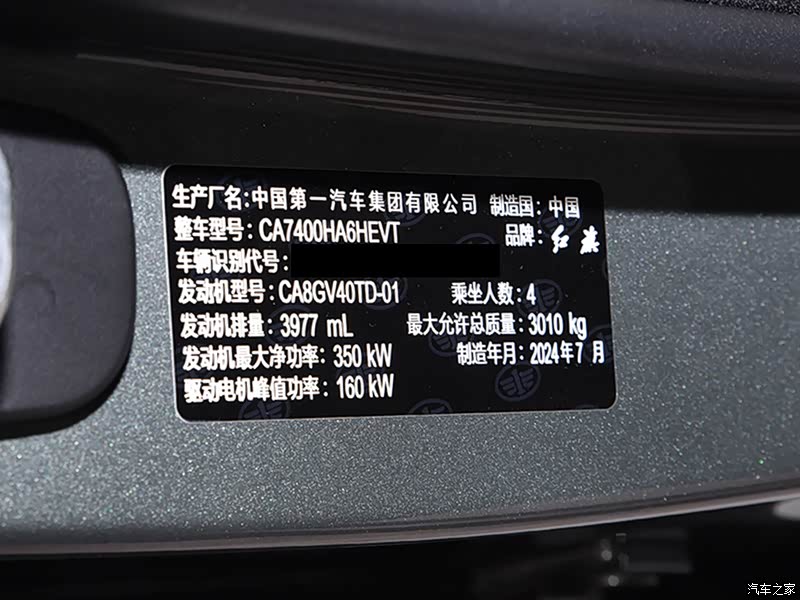 生产厂名:中国第一汽车集团有限公司 制造国:中国
整车型号:CA7400HA6HEVT 品牌:红旗
车辆识别代号:
发动机型号:CA8GV40TD-01 乘坐人数:4
发动机排量:3977 mL 最大允许总质量:3010 kg
发动机最大净功率:350 kW 制造年月:2024年7月
驱动电机峰值功率:160 kW
汽车之家